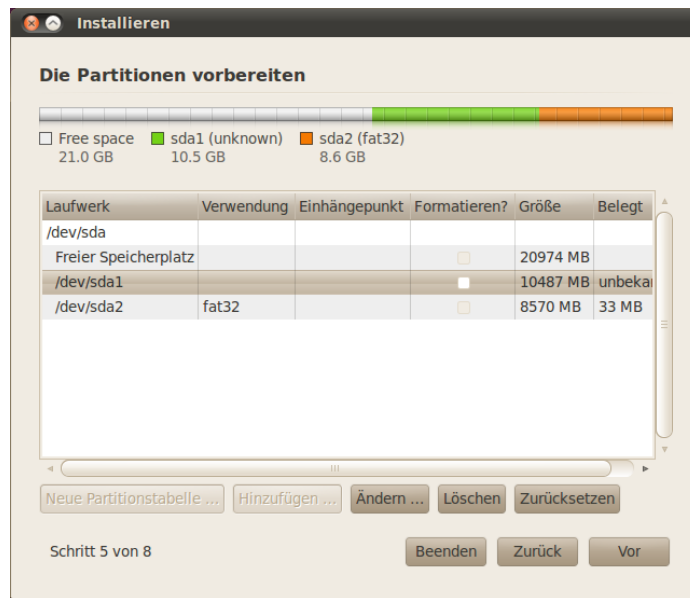 Installieren
Die Partitionen vorbereiten
Free space sda1 (unknown) sda2 (fat32)
21.0 GB 10.5 GB 8.6 GB
Laufwerk Verwendung Einhängepunkt Formatieren? Größe Belegt
/dev/sda
Freier Speicherplatz 20974 MB
/dev/sda1 10487 MB unbekan
/dev/sda2 fat32 8570 MB 33 MB
Neue Partitionstabelle ... Hinzufügen ... Ändern ... Löschen Zurücksetzen
Schritt 5 von 8 Beenden Zurück Vor